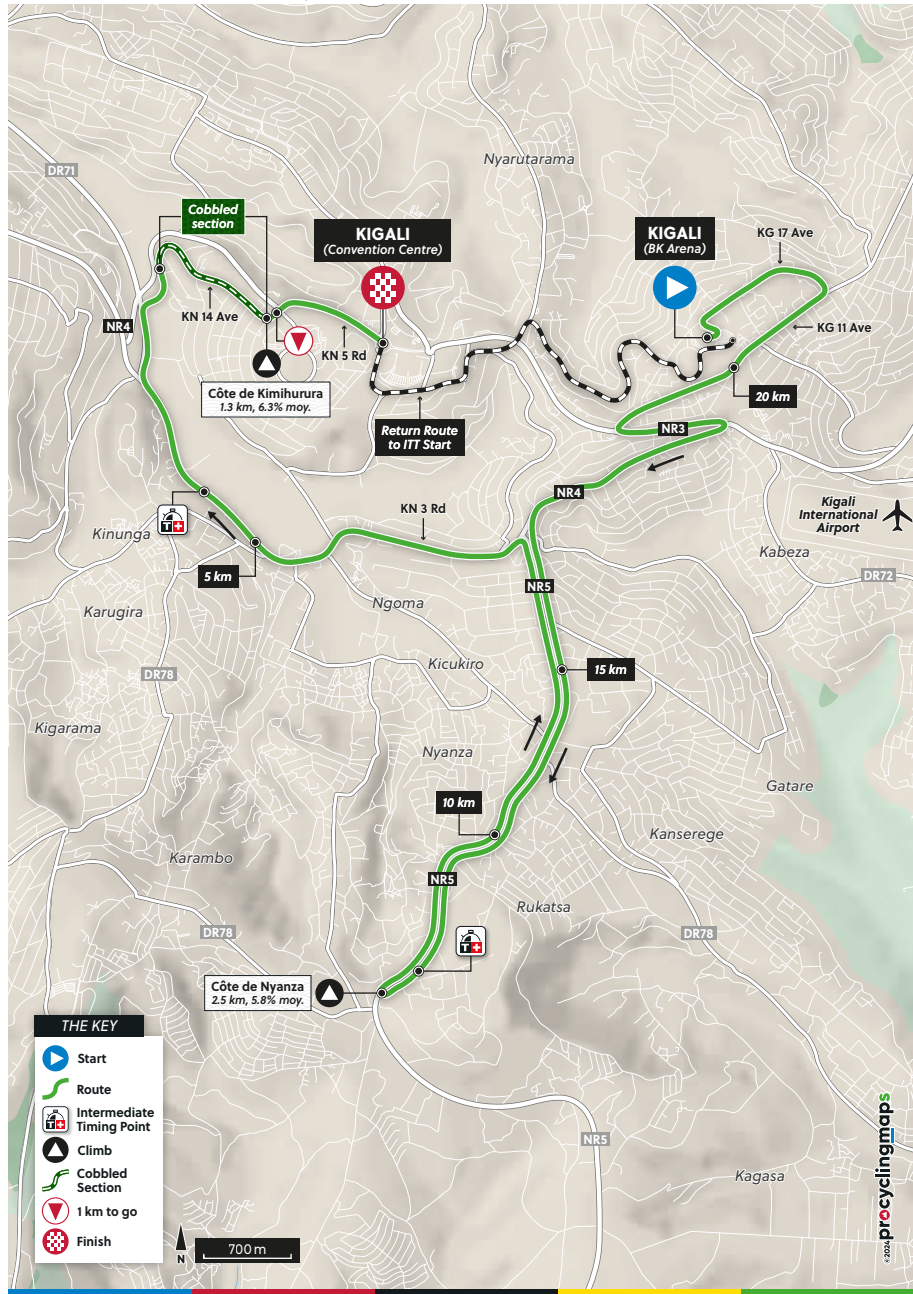 DR71
Nyarutarama
Cobbled
section
KIGALI
(Convention Centre)
KIGALI
(BK Arena)
KG 17 Ave
KN 14 Ave
NR4
KN 5 Rd
KG 11 Ave
Côte de Kimihurura
1.3 km, 6.3% moy.
20 km
Return Route
to ITT Start
NR3
NR4
KN 3 Rd
Kigali
International
Airport
Kinunga
Kabeza
5 km
DR72
NR5
Karugira
Ngoma
Kicukiro
15 km
DR78
Kigarama
Nyanza
Gatare
10 km
Kanserege
Karambo
NR5
Rukatsa
DR78
DR78
Côte de Nyanza
2.5 km, 5.8% moy.
THE KEY
Start
Route
Intermediate
Timing Point
Climb
Cobbled
Section
1 km to go
Finish
NR5
Kagasa
N
700 m
©2024 procyclingmaps